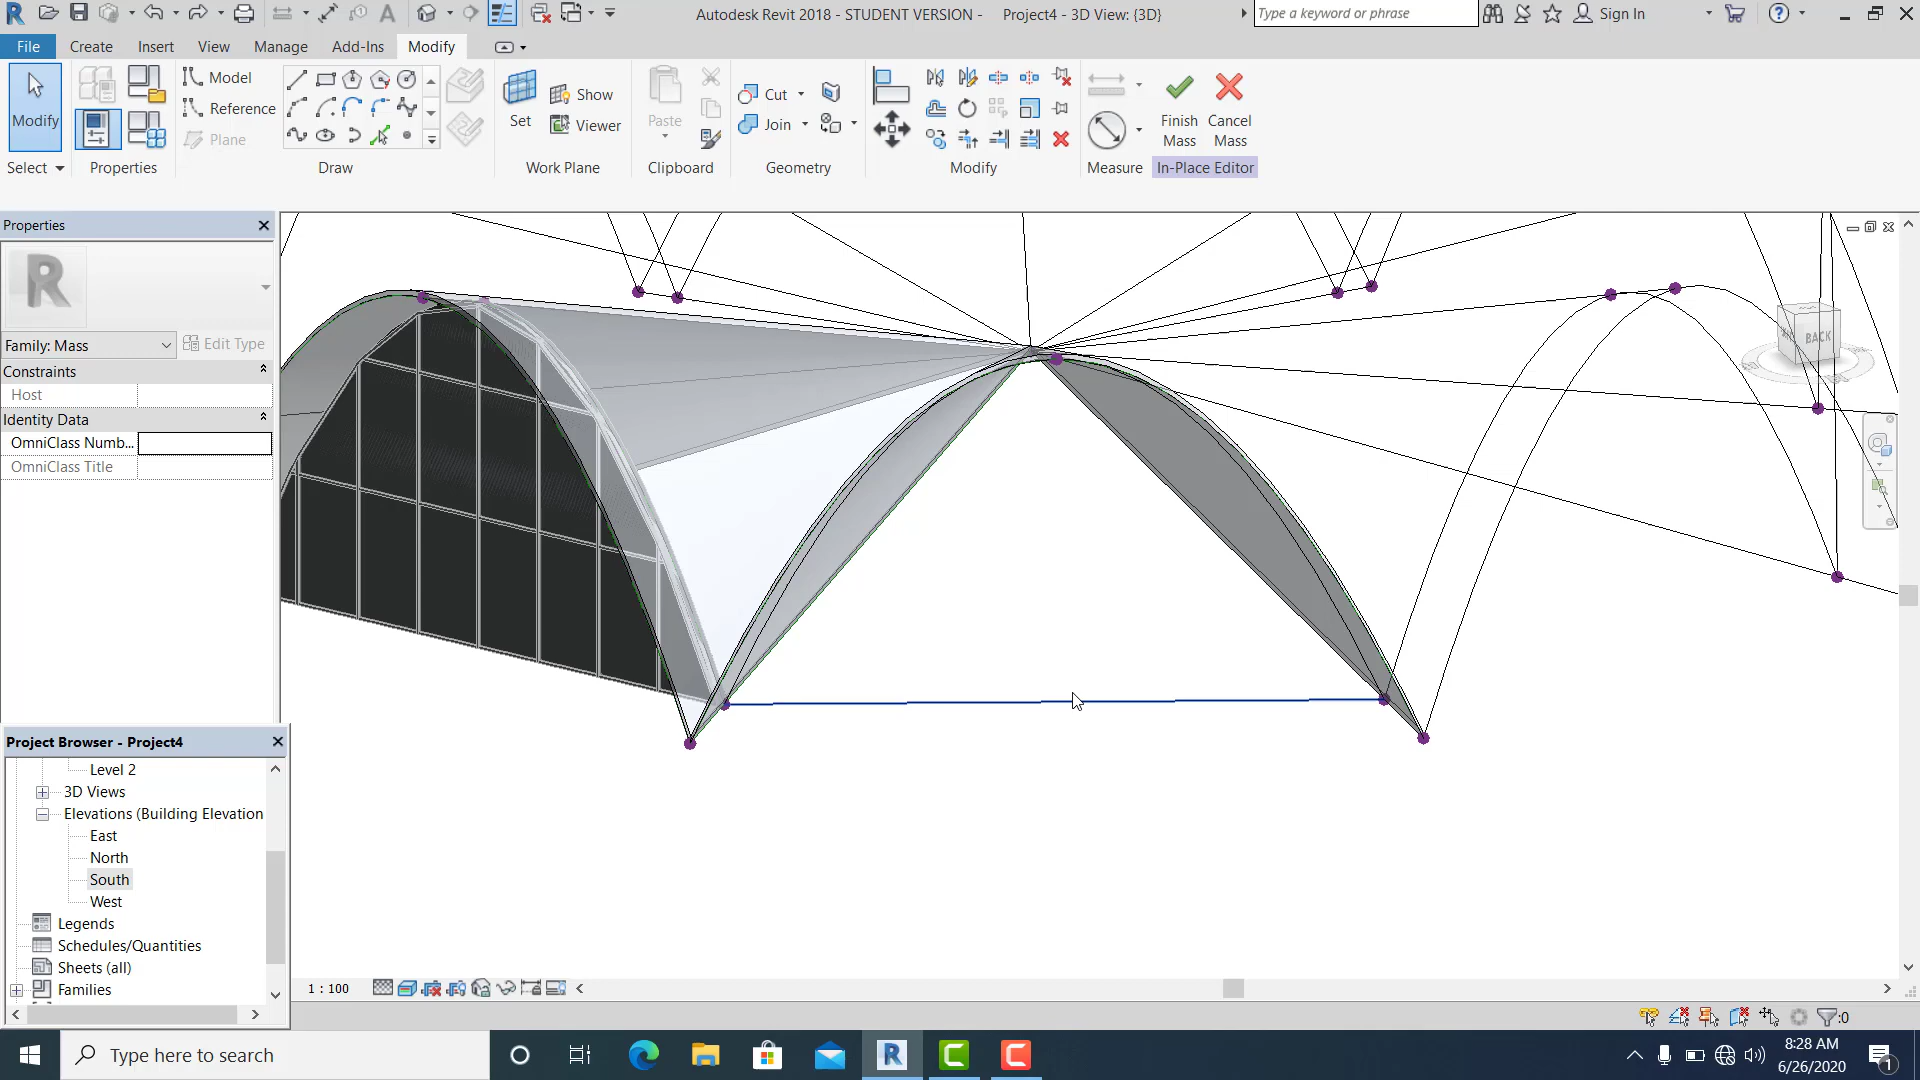 Autodesk Revit 2018 - STUDENT VERSION - Project4 - 3D View: {3D}
Type a keyword or phrase
Sign In
File Create Insert View Manage Add-Ins Modify
Modify
Select
Properties
Model
Reference
Plane
Draw
Set
Show
Viewer
Work Plane
Paste
Clipboard
Cut
Join
Geometry
Modify
Measure
Finish Mass
Cancel Mass
In-Place Editor
Properties
Family: Mass
Edit Type
Constraints
Host
Identity Data
OmniClass Numb...
OmniClass Title
BACK
Project Browser - Project4
Level 2
3D Views
Elevations (Building Elevation
East
North
South
West
Legends
Schedules/Quantities
Sheets (all)
Families
1 : 100
:0
Type here to search
8:28 AM
6/26/2020
1